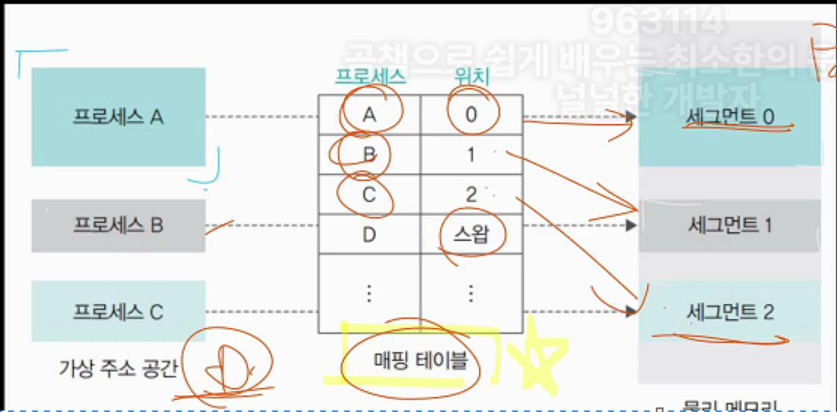 963114
공책으로 쉽게 배우는 최소한의
널널한 개발자
프로세스 위치
프로세스 A A 0 세그먼트 0
B 1
C 2
프로세스 B D 스왑 세그먼트 1
⋮ ⋮
프로세스 C 세그먼트 2
가상 주소 공간 D 매핑 테이블
물리 메모리